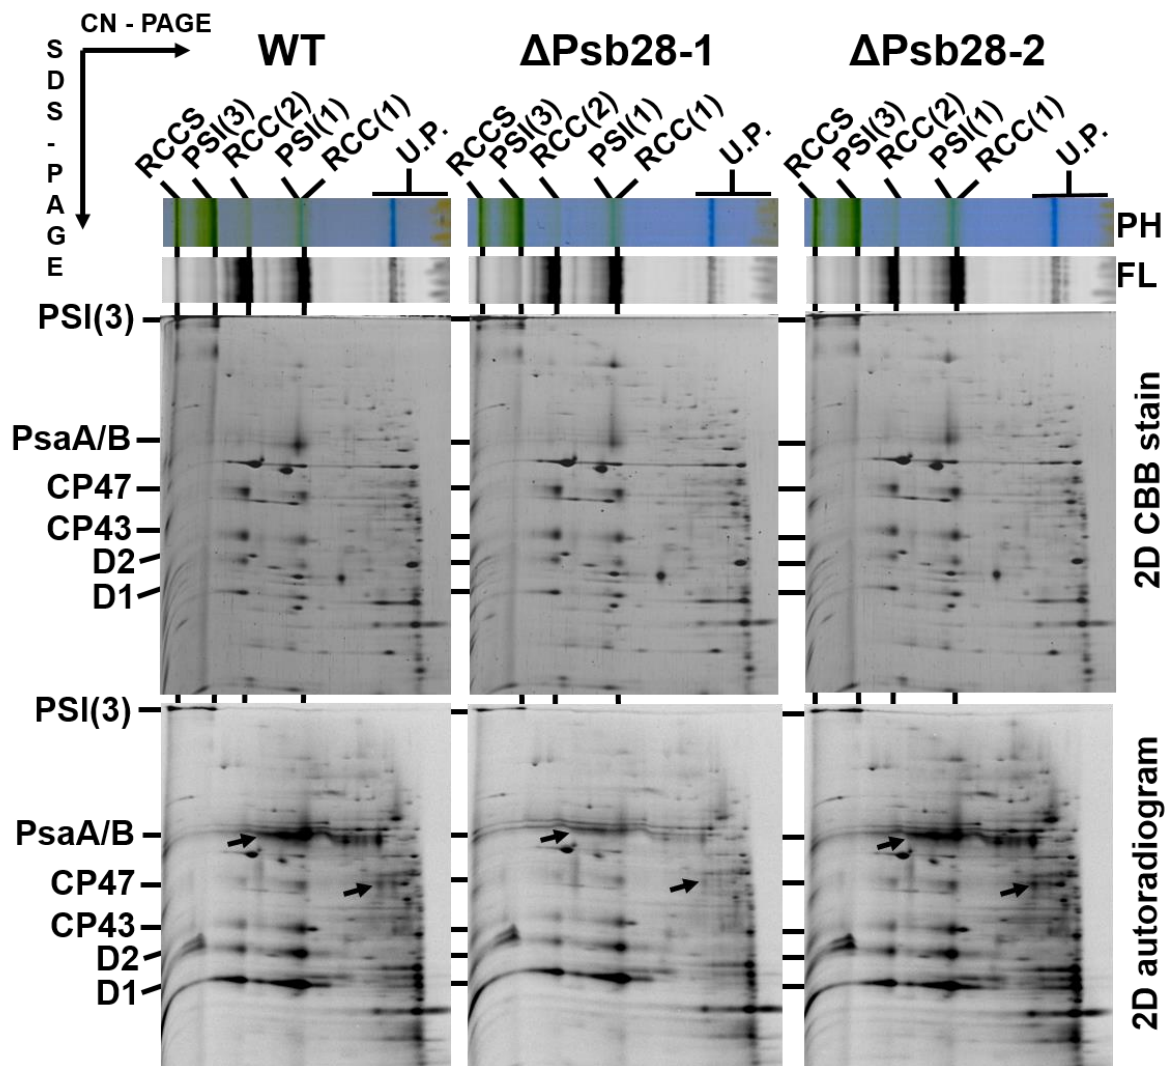 CN - PAGE
SDS-PAGE
WT
ΔPsb28-1
ΔPsb28-2
RCCS
PSI(3)
RCC(2)
PSI(1)
RCC(1)
U.P.
RCCS
PSI(3)
RCC(2)
PSI(1)
RCC(1)
U.P.
RCCS
PSI(3)
RCC(2)
PSI(1)
RCC(1)
U.P.
PH
FL
PSI(3)
PsaA/B
CP47
CP43
D2
D1
2D CBB stain
PSI(3)
PsaA/B
CP47
CP43
D2
D1
2D autoradiogram